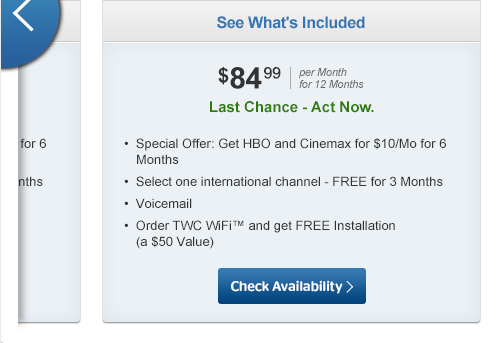 See What's Included
$84.99 per Month
for 12 Months
Last Chance - Act Now.
for 6
nths
• Special Offer: Get HBO and Cinemax for $10/Mo for 6
Months
• Select one international channel - FREE for 3 Months
• Voicemail
• Order TWC WiFi™ and get FREE Installation
(a $50 Value)
Check Availability >